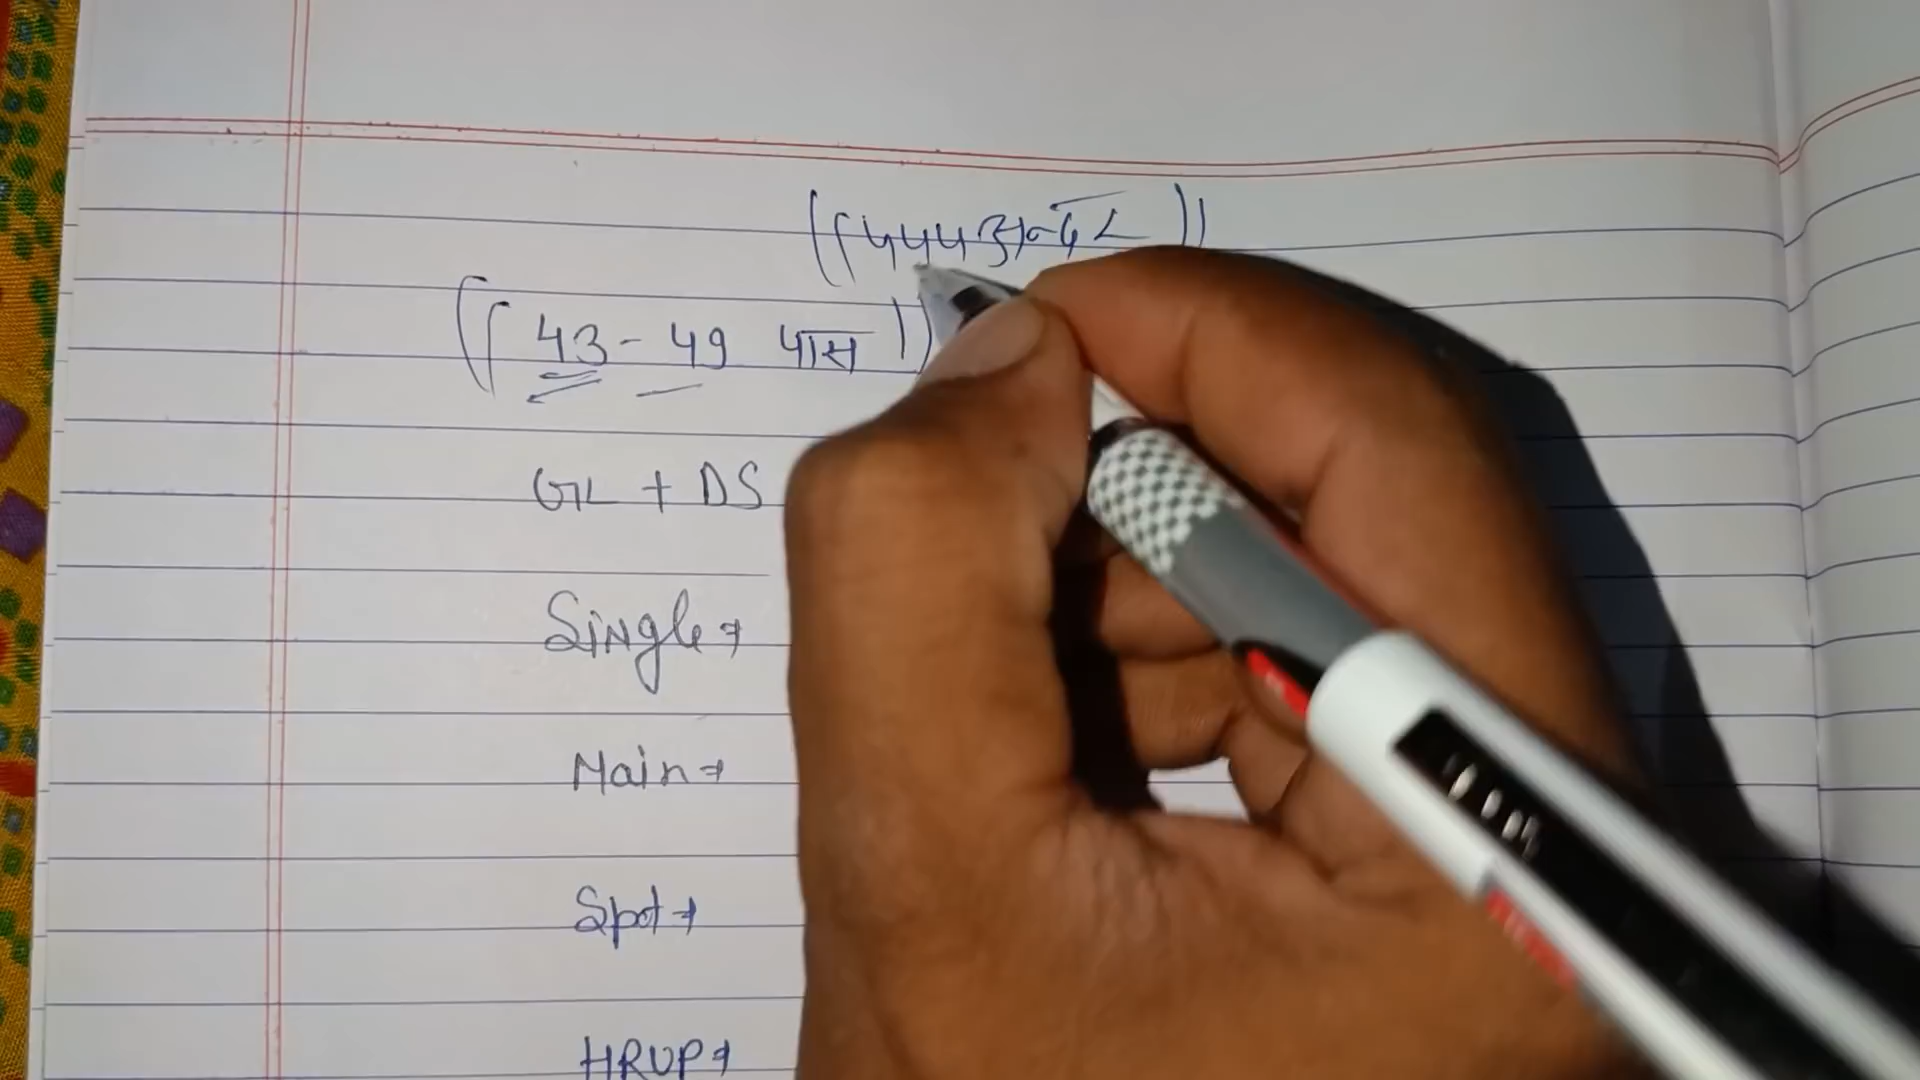 ((43 - 49 पास))
GL + DS
Single→
Main→
Spot→
HRUP→